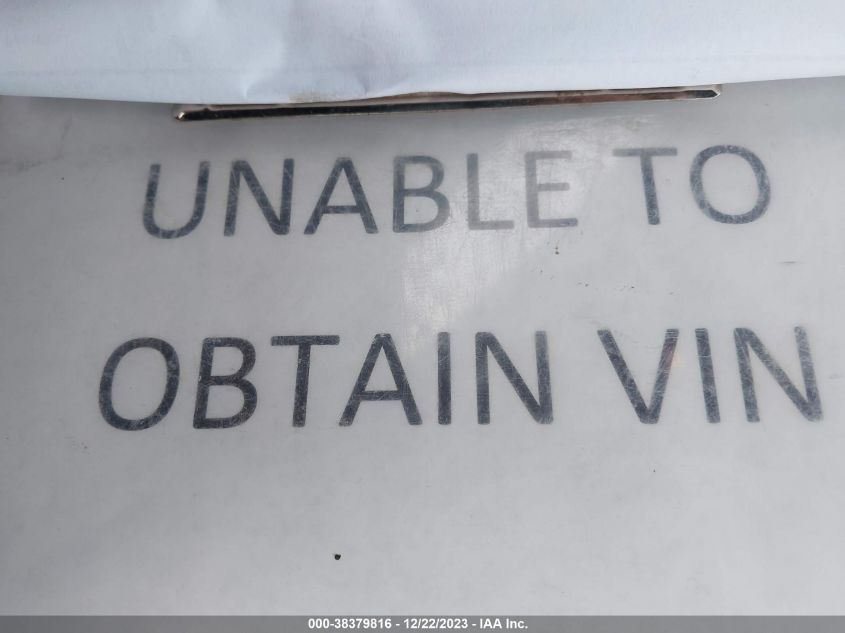 UNABLE TO
OBTAIN VIN
000-38379816 - 12/22/2023 - IAA Inc.